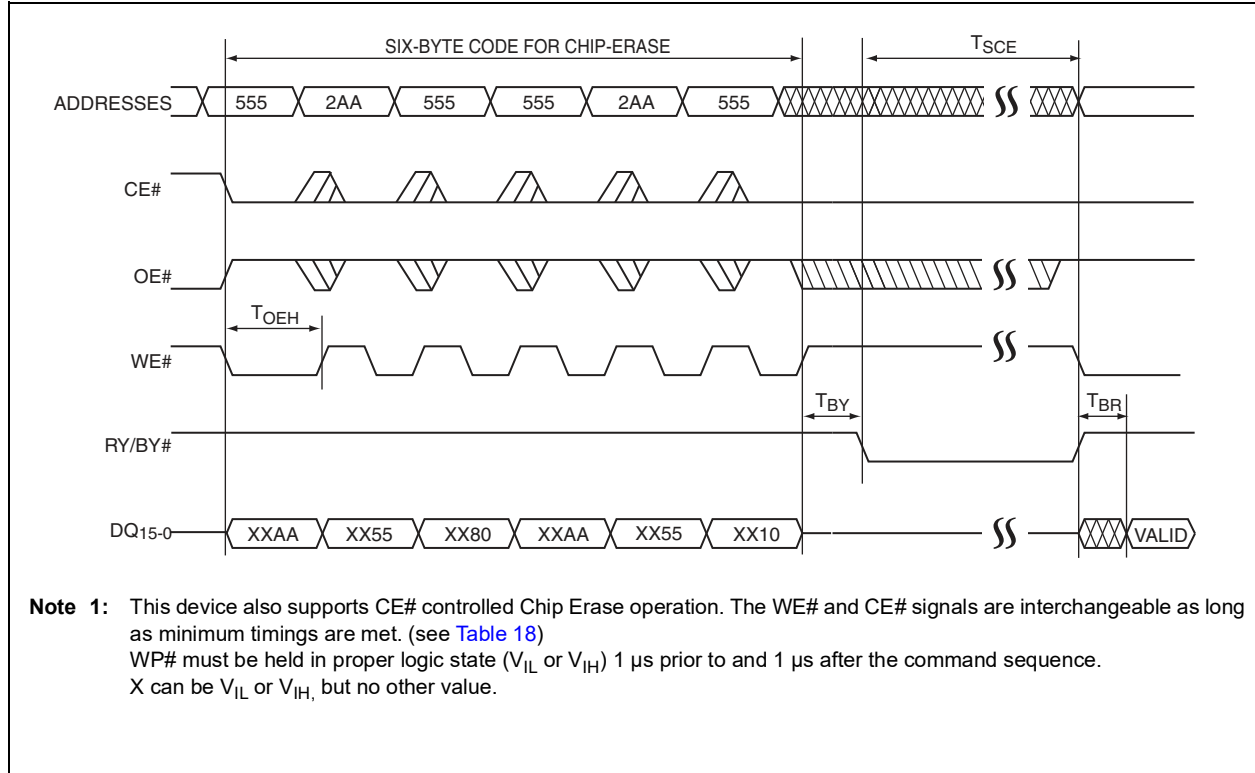 SIX-BYTE CODE FOR CHIP-ERASE
TSCE
ADDRESSES 555 2AA 555 555 2AA 555
CE#
OE#
TOEH
WE#
TBY
TBR
RY/BY#
DQ15-0 XXAA XX55 XX80 XXAA XX55 XX10 VALID
Note 1: This device also supports CE# controlled Chip Erase operation. The WE# and CE# signals are interchangeable as long
as minimum timings are met. (see Table 18)
WP# must be held in proper logic state (VIL or VIH) 1 µs prior to and 1 µs after the command sequence.
X can be VIL or VIH, but no other value.